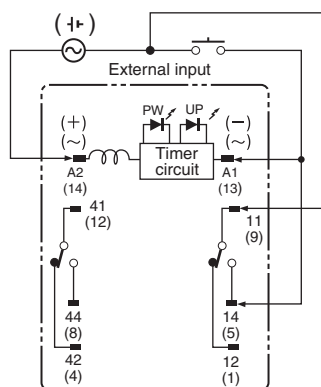 External input
(+)
(~)
PW
UP
(−)
(~)
Timer
circuit
A2
(14)
A1
(13)
41
(12)
11
(9)
44
(8)
14
(5)
42
(4)
12
(1)